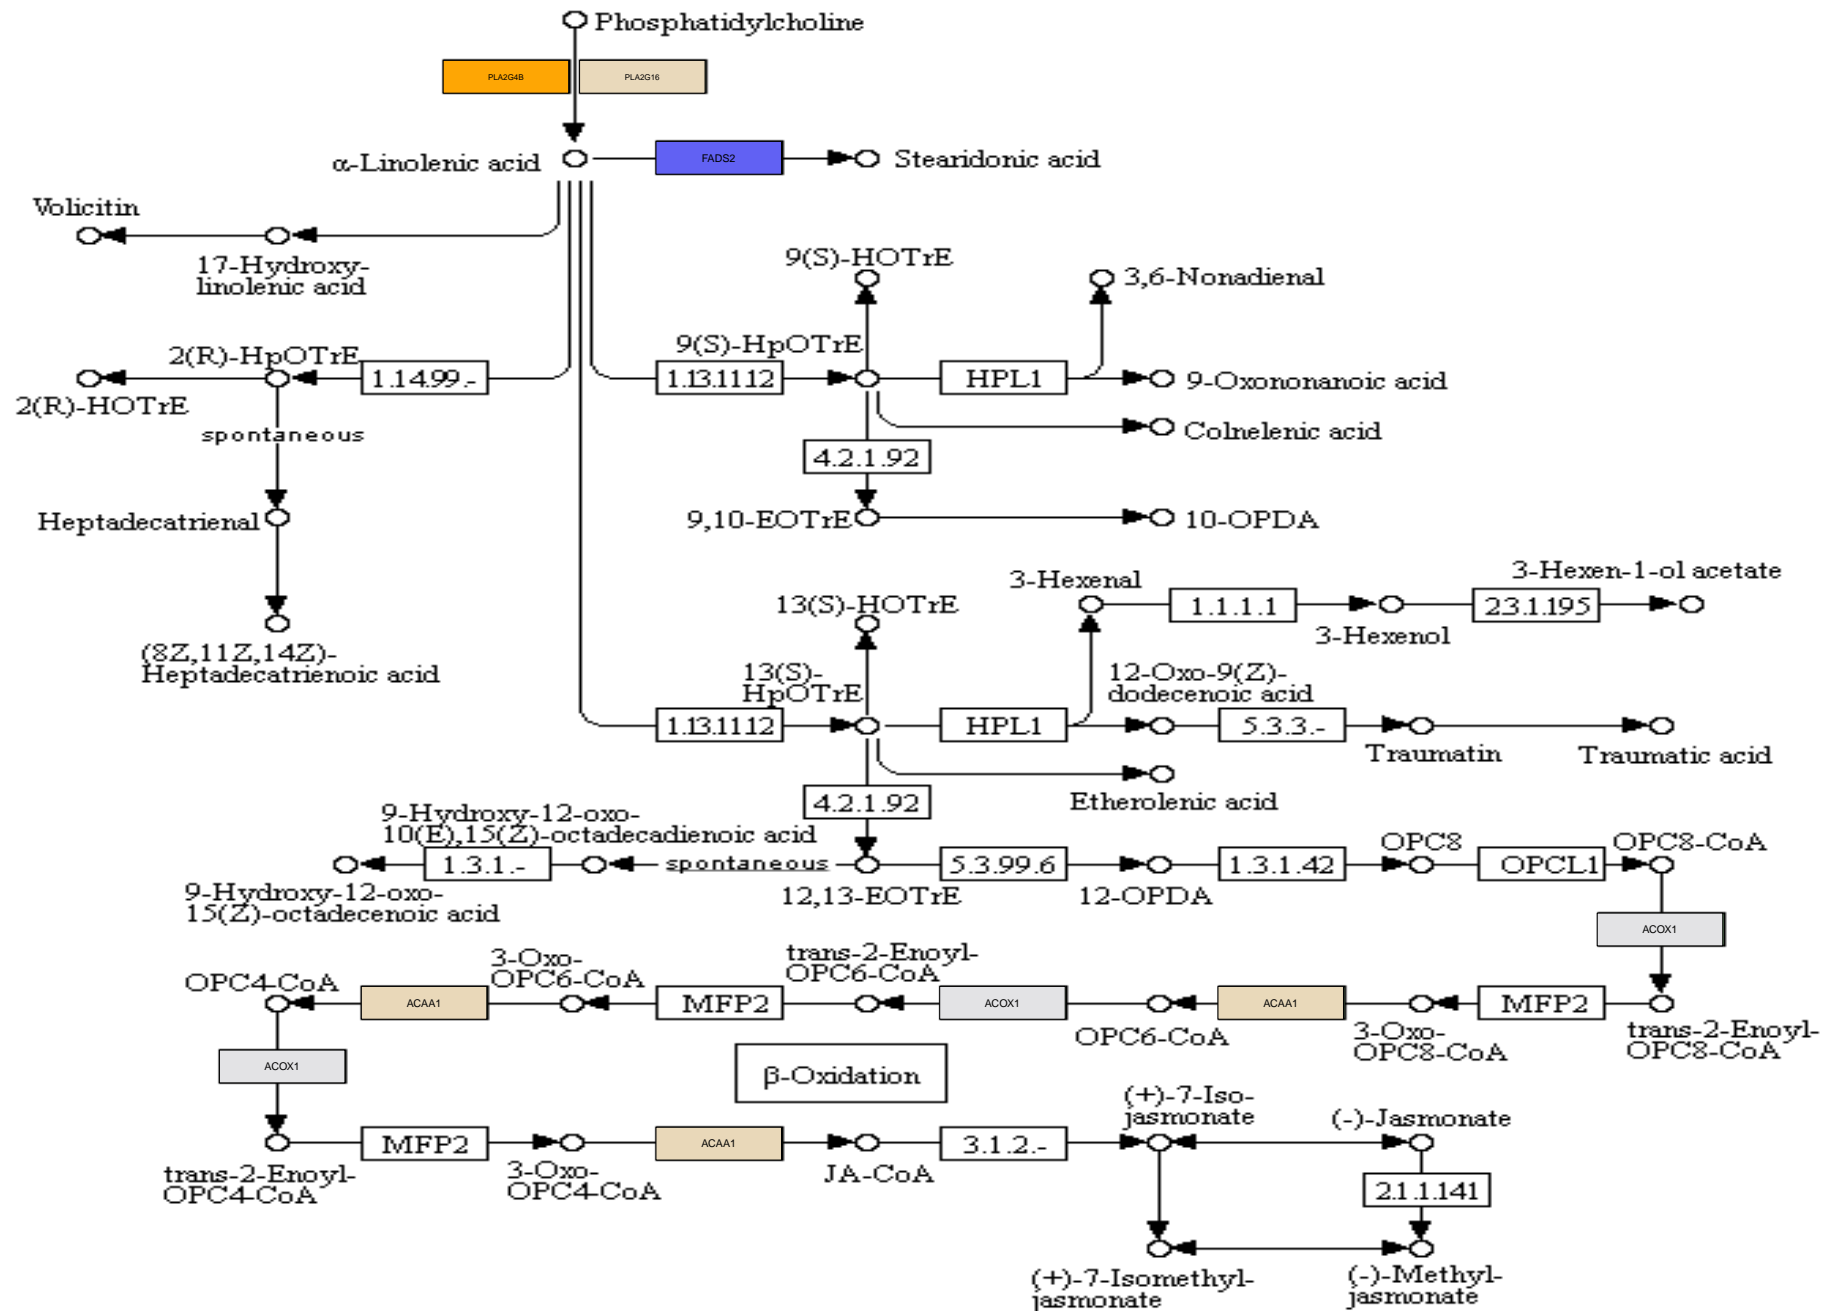 Phosphatidylcholine
PLA2G4B
PLA2G16
α-Linolenic acid
FADS2
Stearidonic acid
Volicitin
17-Hydroxy-
linolenic acid
9(S)-HOTrE
3,6-Nonadienal
2(R)-HpOTrE
1.14.99.-
9(S)-HpOTrE
1.13.11.12
HPL1
9-Oxononanoic acid
2(R)-HOTrE
spontaneous
Colnelenic acid
4.2.1.92
Heptadecatrienal
9,10-EOTrE
10-OPDA
3-Hexenal
3-Hexen-1-ol acetate
13(S)-HOTrE
1.1.1.1
2.3.1.195
3-Hexenol
(8Z,11Z,14Z)-
Heptadecatrienoic acid
13(S)-
HpOTrE
12-Oxo-9(Z)-
dodecenoic acid
1.13.11.12
HPL1
5.3.3.-
Traumatin
Traumatic acid
Etherolenic acid
4.2.1.92
9-Hydroxy-12-oxo-
10(E),15(Z)-octadecadienoic acid
OPC8
OPC8-CoA
1.3.1.-
spontaneous
5.3.99.6
1.3.1.42
OPCL1
9-Hydroxy-12-oxo-
15(Z)-octadecenoic acid
12,13-EOTrE
12-OPDA
ACOX1
OPC4-CoA
3-Oxo-
OPC6-CoA
trans-2-Enoyl-
OPC6-CoA
ACAA1
MFP2
ACOX1
ACAA1
MFP2
OPC6-CoA
3-Oxo-
OPC8-CoA
trans-2-Enoyl-
OPC8-CoA
ACOX1
β-Oxidation
(+)-7-Iso-
jasmonate
(-)-Jasmonate
MFP2
ACAA1
3.1.2.-
trans-2-Enoyl-
OPC4-CoA
3-Oxo-
OPC4-CoA
JA-CoA
2.1.1.141
(+)-7-Isomethyl-
jasmonate
(-)-Methyl-
jasmonate